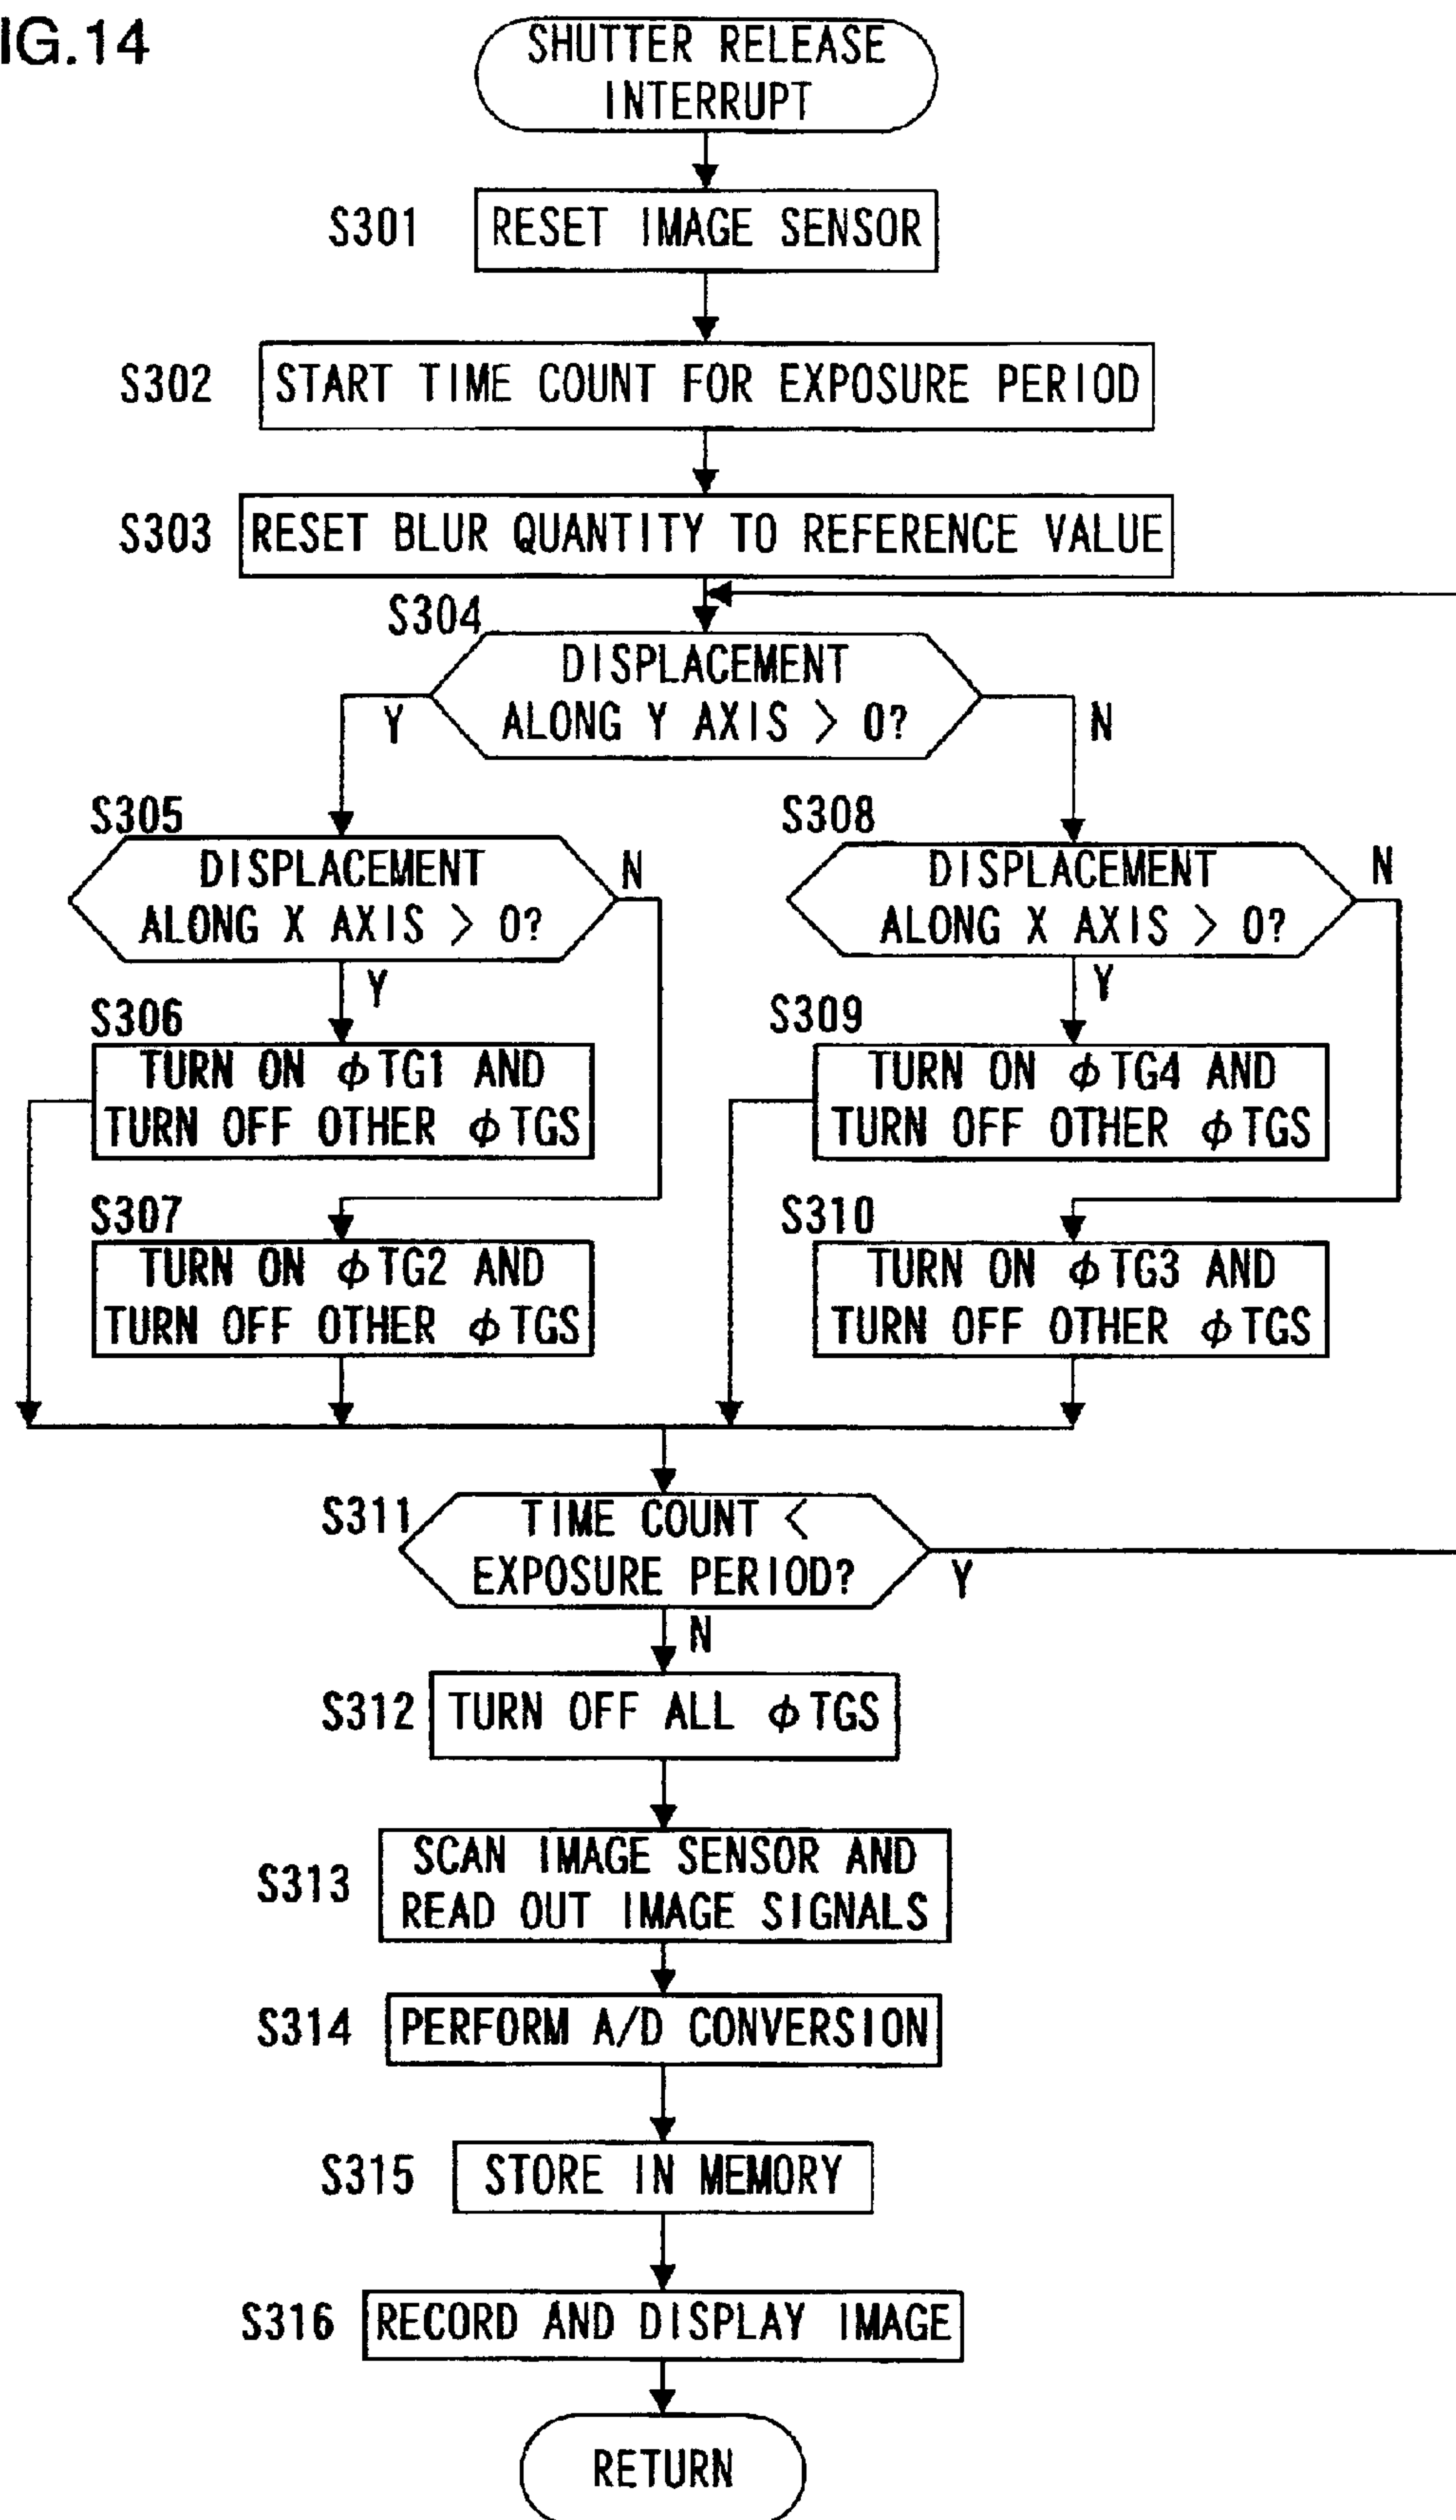 IG.14
SHUTTER RELEASE
INTERRUPT
S301
RESET IMAGE SENSOR
S302
START TIME COUNT FOR EXPOSURE PERIOD
S303
RESET BLUR QUANTITY TO REFERENCE VALUE
S304
DISPLACEMENT
ALONG Y AXIS > 0?
Y
N
S305
DISPLACEMENT
ALONG X AXIS > 0?
N
Y
S308
DISPLACEMENT
ALONG X AXIS > 0?
N
Y
S306
TURN ON ϕTG1 AND
TURN OFF OTHER ϕTGS
S309
TURN ON ϕTG4 AND
TURN OFF OTHER ϕTGS
S307
TURN ON ϕTG2 AND
TURN OFF OTHER ϕTGS
S310
TURN ON ϕTG3 AND
TURN OFF OTHER ϕTGS
S311
TIME COUNT <
EXPOSURE PERIOD?
Y
N
S312
TURN OFF ALL ϕTGS
S313
SCAN IMAGE SENSOR AND
READ OUT IMAGE SIGNALS
S314
PERFORM A/D CONVERSION
S315
STORE IN MEMORY
S316
RECORD AND DISPLAY IMAGE
RETURN